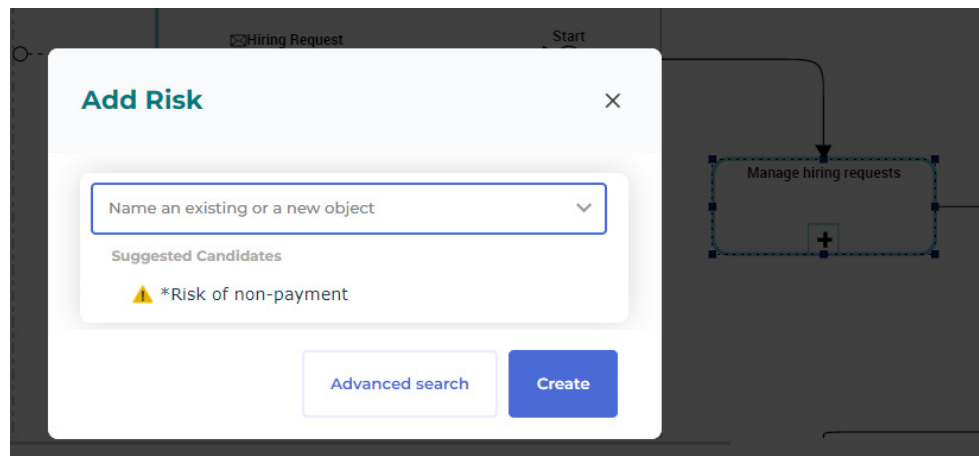 Hiring Request
Start
Add Risk
Manage hiring requests
Name an existing or a new object
Suggested Candidates
*Risk of non-payment
Advanced search
Create